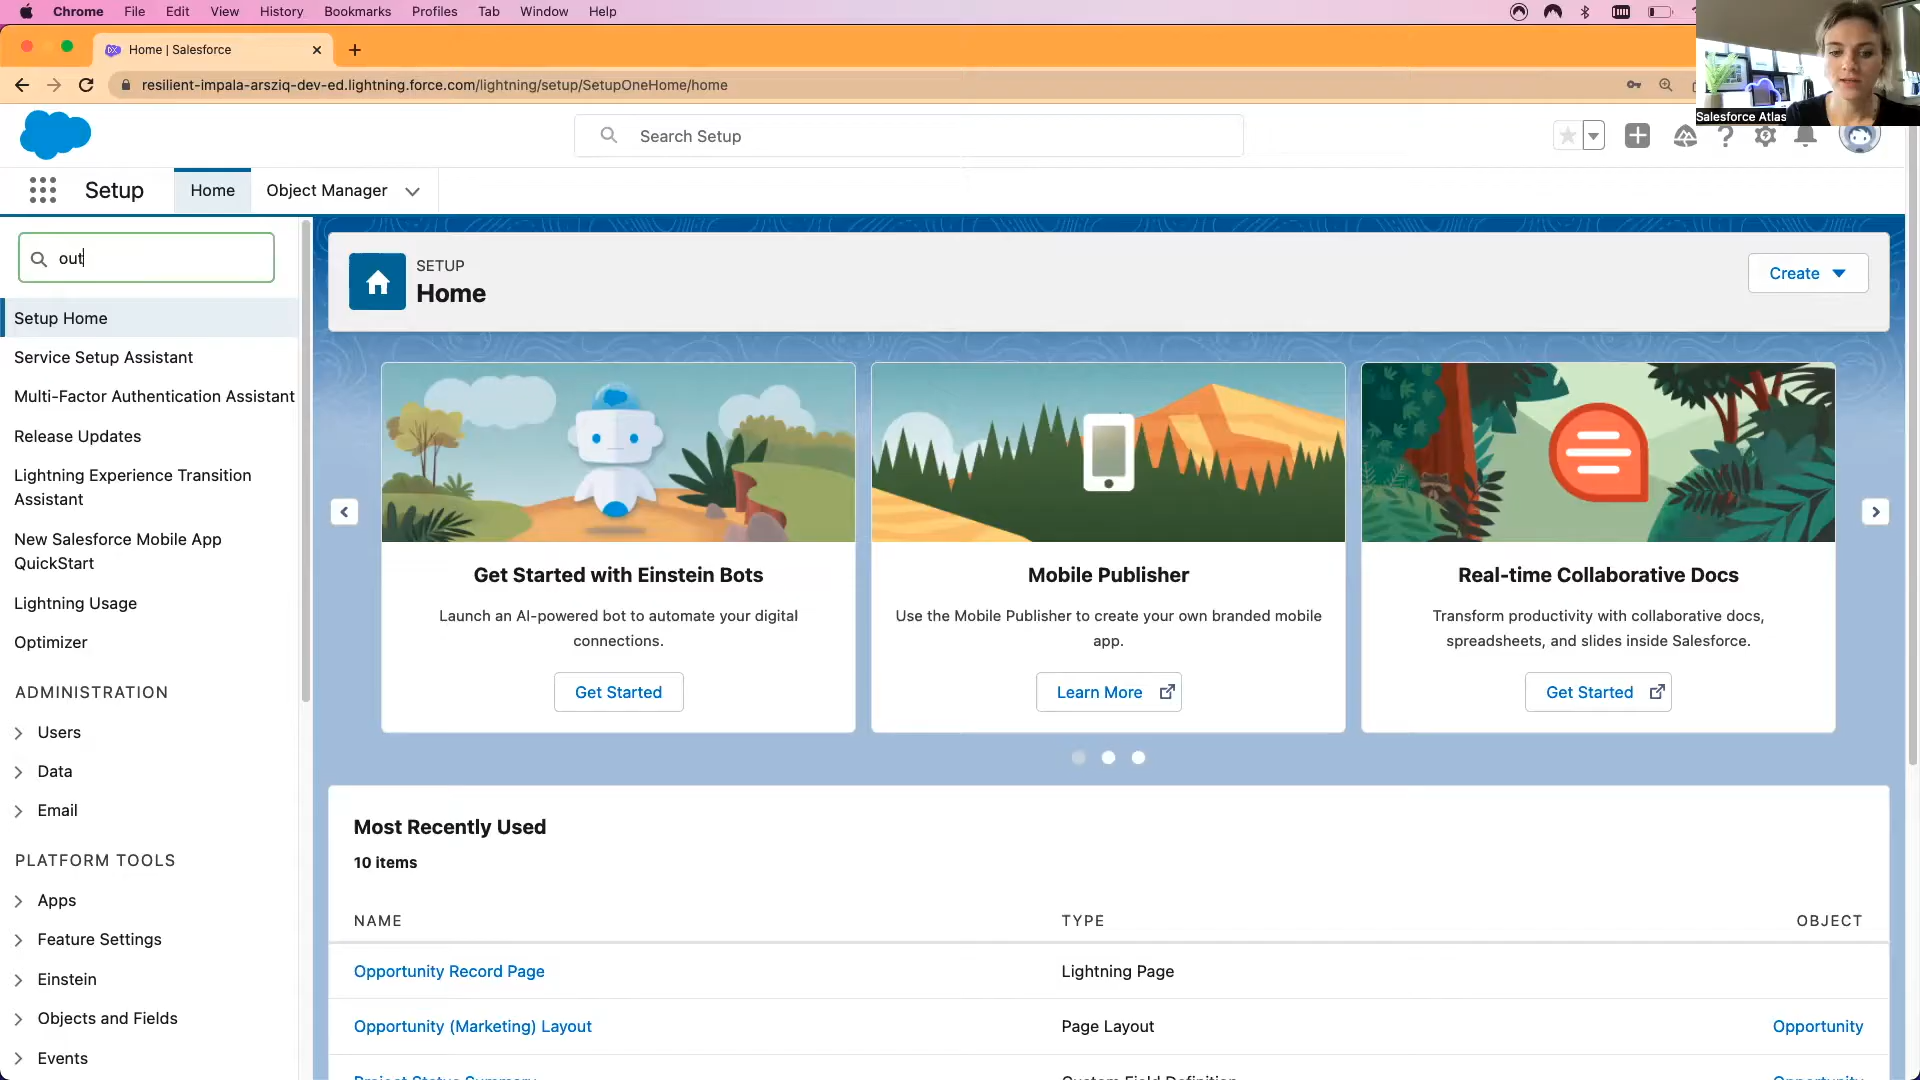 Chrome File Edit View History Bookmarks Profiles Tab Window Help
Home | Salesforce
resilient-impala-arsziq-dev-ed.lightning.force.com/lightning/setup/SetupOneHome/home
Salesforce Atlas
Search Setup
Setup Home Object Manager
out
Setup Home
Service Setup Assistant
Multi-Factor Authentication Assistant
Release Updates
Lightning Experience Transition
Assistant
New Salesforce Mobile App
QuickStart
Lightning Usage
Optimizer
ADMINISTRATION
Users
Data
Email
PLATFORM TOOLS
Apps
Feature Settings
Einstein
Objects and Fields
Events
SETUP
Home
Create
Get Started with Einstein Bots
Launch an AI-powered bot to automate your digital
connections.
Get Started
Mobile Publisher
Use the Mobile Publisher to create your own branded mobile
app.
Learn More
Real-time Collaborative Docs
Transform productivity with collaborative docs,
spreadsheets, and slides inside Salesforce.
Get Started
Most Recently Used
10 items
NAME TYPE OBJECT
Opportunity Record Page Lightning Page
Opportunity (Marketing) Layout Page Layout Opportunity
Project Status Summary Custom Field Definition Opportunity